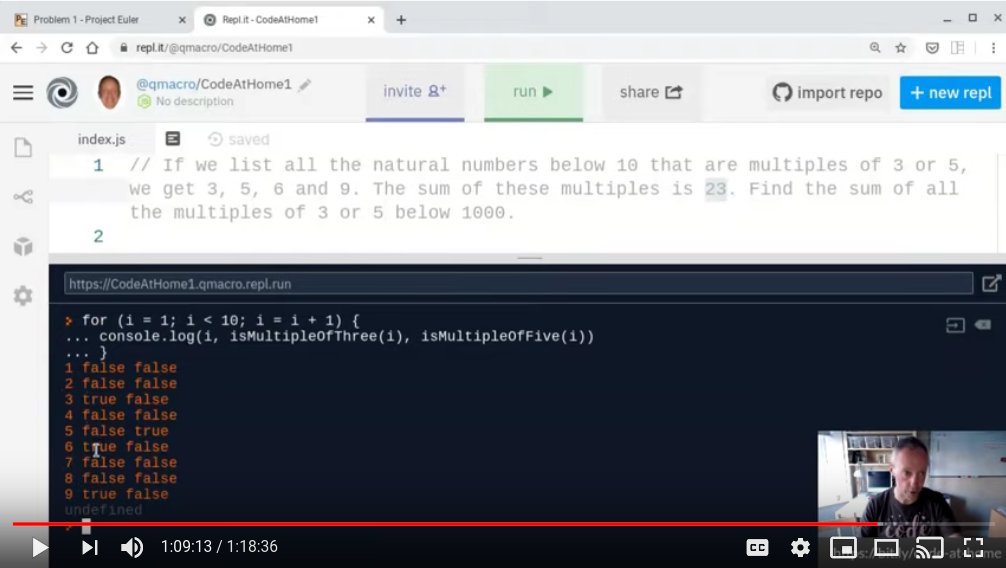 Problem 1 - Project Euler
Repl.it - CodeAtHome1
repl.it/@qmacro/CodeAtHome1
@qmacro/CodeAtHome1
No description
invite
run
share
import repo
+ new repl
index.js
saved
1 // If we list all the natural numbers below 10 that are multiples of 3 or 5,
we get 3, 5, 6 and 9. The sum of these multiples is 23. Find the sum of all
the multiples of 3 or 5 below 1000.
2
https://CodeAtHome1.qmacro.repl.run
> for (i = 1; i < 10; i = i + 1) {
... console.log(i, isMultipleOfThree(i), isMultipleOfFive(i))
... }
1 false false
2 false false
3 true false
4 false false
5 false true
6 true false
7 false false
8 false false
9 true false
undefined
>
code
1:09:13 / 1:18:36
CC